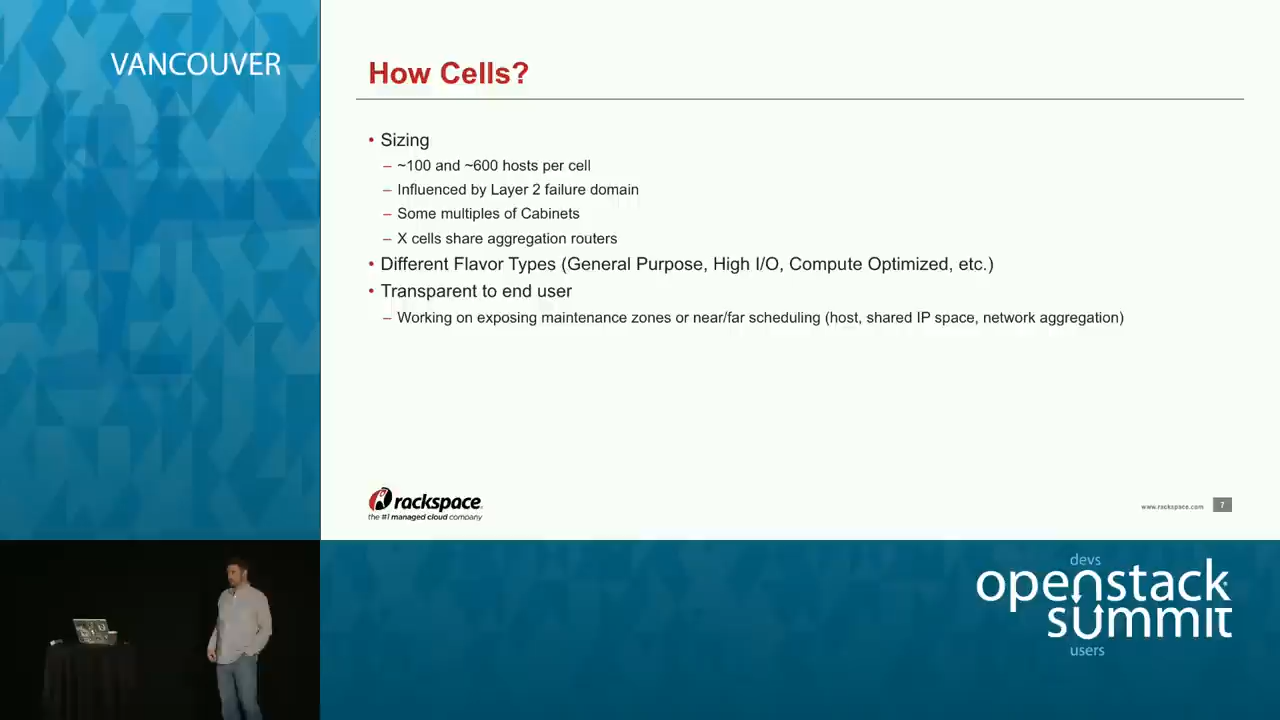 VANCOUVER
How Cells?
• Sizing
– ~100 and ~600 hosts per cell
– Influenced by Layer 2 failure domain
– Some multiples of Cabinets
– X cells share aggregation routers
• Different Flavor Types (General Purpose, High I/O, Compute Optimized, etc.)
• Transparent to end user
– Working on exposing maintenance zones or near/far scheduling (host, shared IP space, network aggregation)
rackspace
the #1 managed cloud company
www.rackspace.com
7
devs
openstack
summit
users